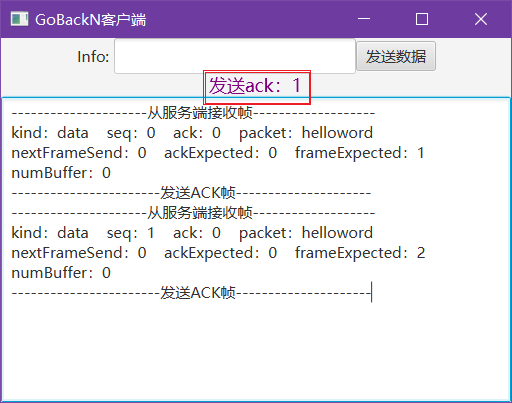 GoBackN客户端
Info: 发送数据
发送ack：1
---------------------从服务端接收帧-------------------
kind：data seq：0 ack：0 packet：helloword
nextFrameSend：0 ackExpected：0 frameExpected：1
numBuffer：0
-----------------------发送ACK帧---------------------
---------------------从服务端接收帧-------------------
kind：data seq：1 ack：0 packet：helloword
nextFrameSend：0 ackExpected：0 frameExpected：2
numBuffer：0
-----------------------发送ACK帧---------------------